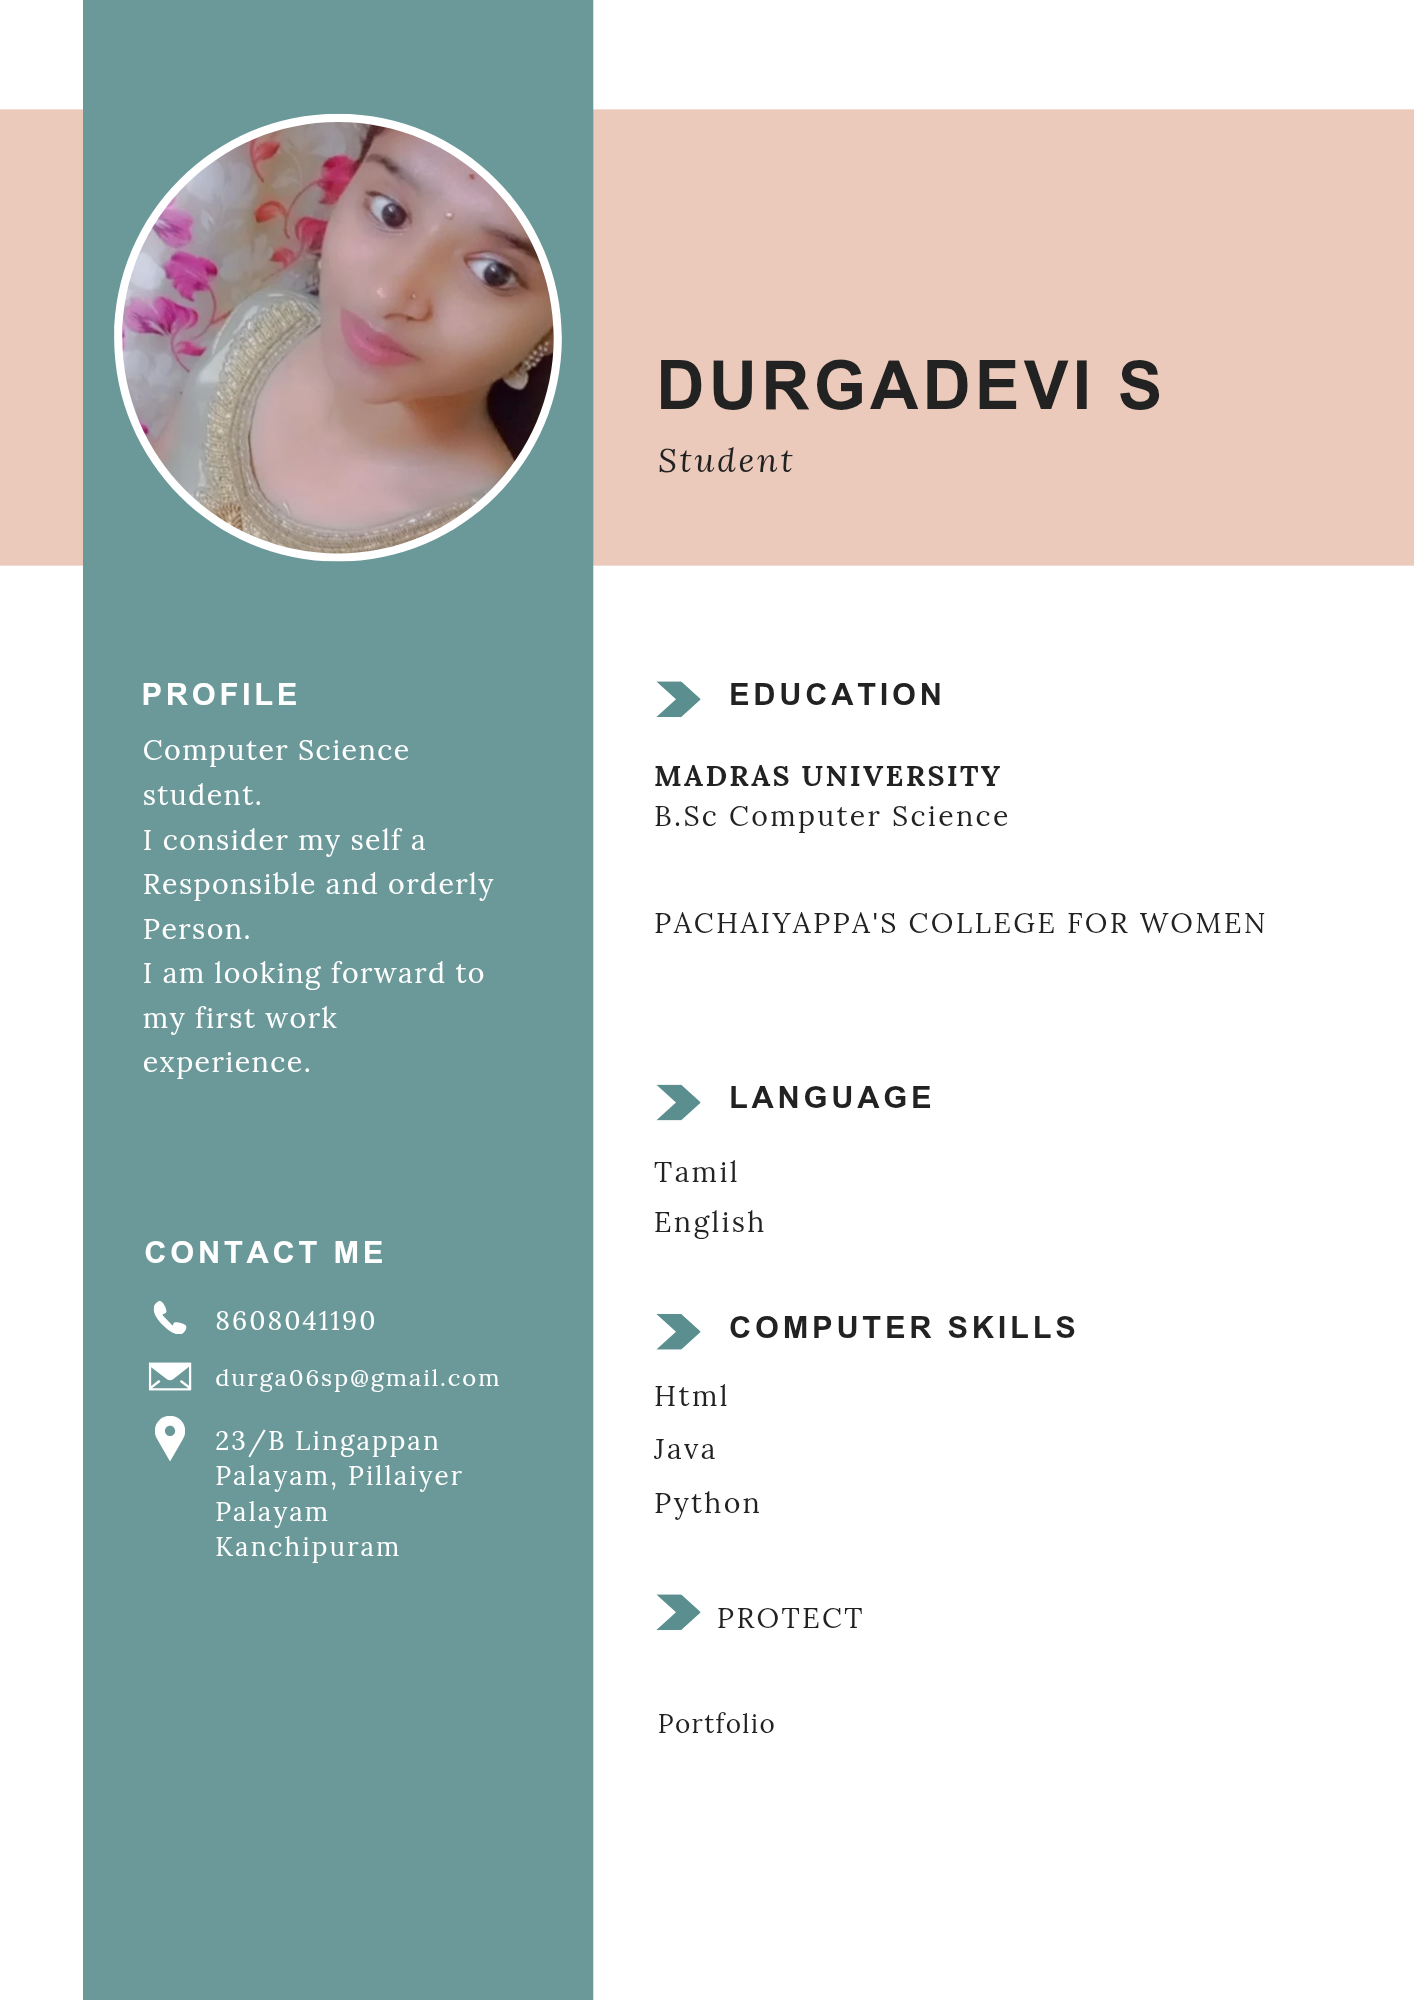 DURGADEVI S
Student
PROFILE
Computer Science
student.
I consider my self a
Responsible and orderly
Person.
I am looking forward to
my first work
experience.
CONTACT ME
8608041190
durga06sp@gmail.com
23/B Lingappan
Palayam, Pillaiyer
Palayam
Kanchipuram
EDUCATION
MADRAS UNIVERSITY
B.Sc Computer Science
PACHAIYAPPA'S COLLEGE FOR WOMEN
LANGUAGE
Tamil
English
COMPUTER SKILLS
Html
Java
Python
PROTECT
Portfolio